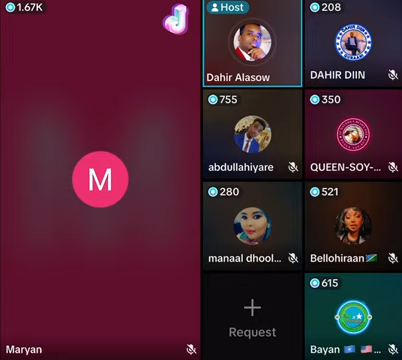 1.67K
M
Maryan
Host
Dahir Alasow
208
DAHIR DIIN
755
abdullahiyare
350
QUEEN-SOY-...
280
manaal dhool...
521
Bellohiraan
+
Request
615
Bayan
...